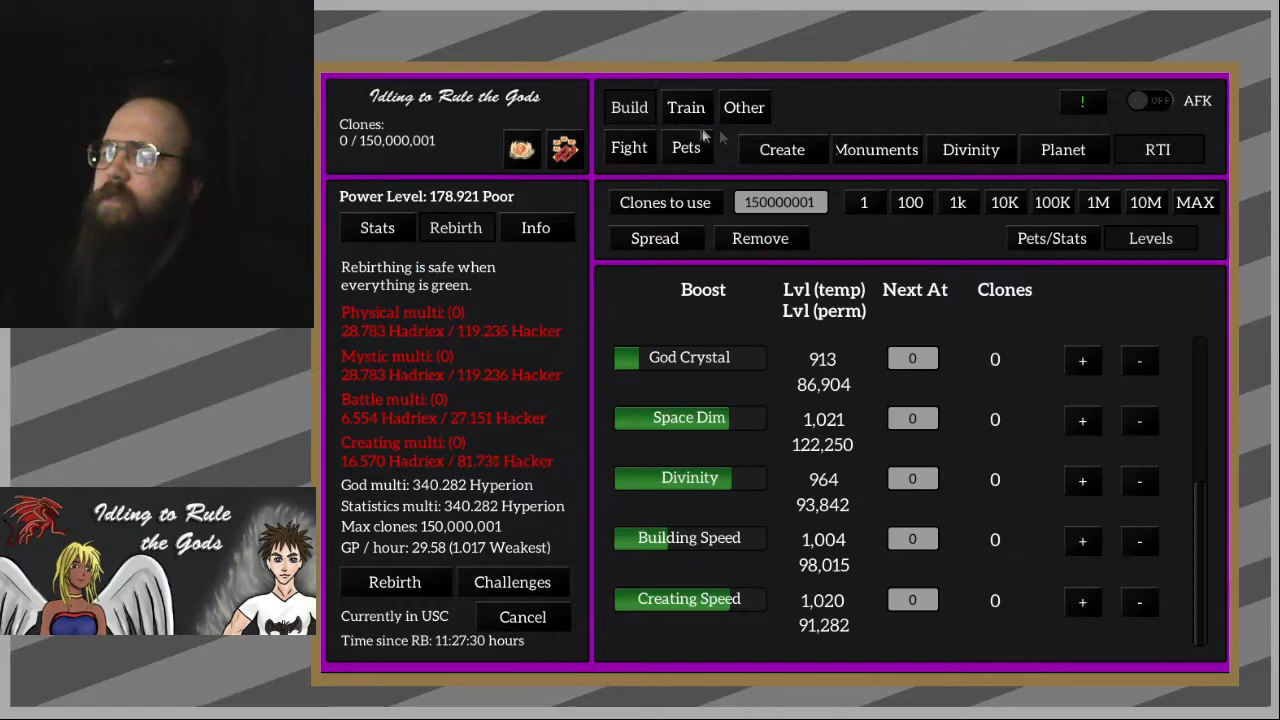 Idling to Rule the Gods
Clones:
0 / 150,000,001
Build
Train
Other
!
OFF
AFK
Fight
Pets
Create
Monuments
Divinity
Planet
RTI
Power Level: 178.921 Poor
Stats
Rebirth
Info
Clones to use
150000001
1
100
1k
10K
100K
1M
10M
MAX
Spread
Remove
Pets/Stats
Levels
Rebirthing is safe when
everything is green.
Physical multi: (0)
28.783 Hadriex / 119.235 Hacker
Mystic multi: (0)
28.783 Hadriex / 119.236 Hacker
Battle multi: (0)
6.554 Hadriex / 27.151 Hacker
Creating multi: (0)
16.570 Hadriex / 81.730 Hacker
God multi: 340.282 Hyperion
Statistics multi: 340.282 Hyperion
Max clones: 150,000,001
GP / hour: 29.58 (1.017 Weakest)
Rebirth
Challenges
Currently in USC
Cancel
Time since RB: 11:27:30 hours
Boost
Lvl (temp)
Lvl (perm)
Next At
Clones
God Crystal
913
86,904
0
0
+
-
Space Dim
1,021
122,250
0
0
+
-
Divinity
964
93,842
0
0
+
-
Building Speed
1,004
98,015
0
0
+
-
Creating Speed
1,020
91,282
0
0
+
-
Idling to Rule
the Gods